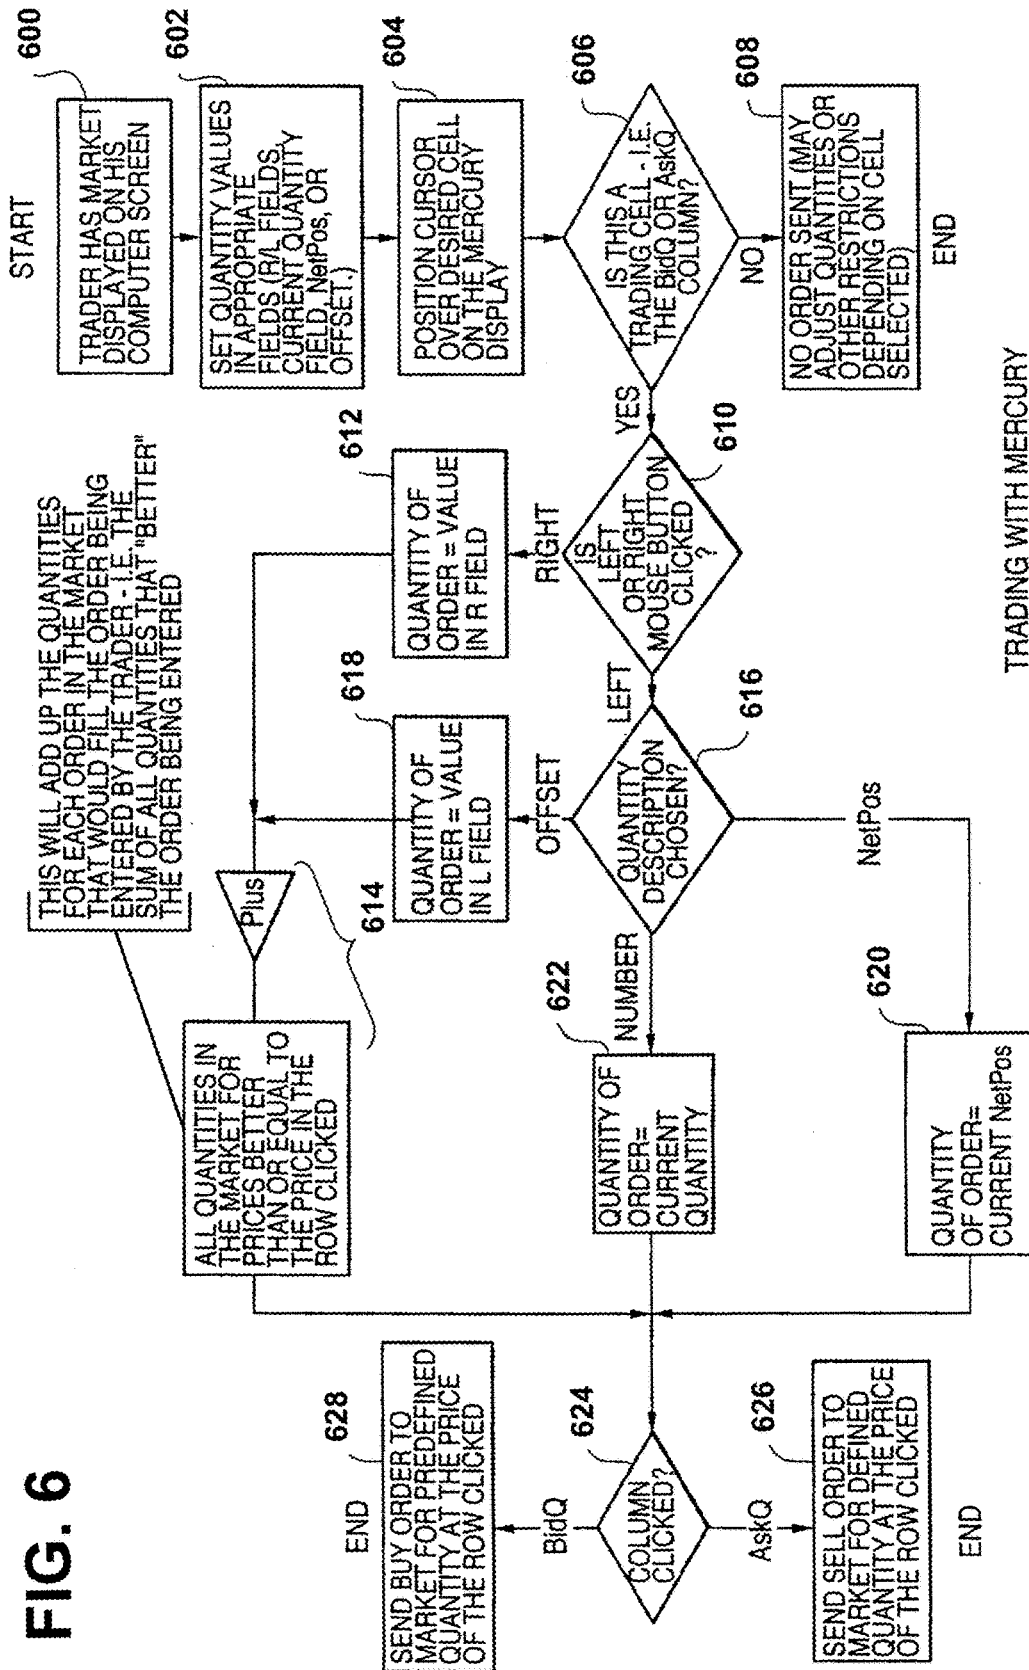 FIG. 6
START
600
TRADER HAS MARKET
DISPLAYED ON HIS
COMPUTER SCREEN
602
SET QUANTITY VALUES
IN APPROPRIATE
FIELDS (R/L FIELDS,
CURRENT QUANTITY
FIELD, NetPos, OR
OFFSET.)
604
POSITION CURSOR
OVER DESIRED CELL
ON THE MERCURY
DISPLAY
606
IS THIS A
TRADING CELL - I.E.
THE BidQ OR AskQ
COLUMN?
NO
608
NO ORDER SENT (MAY
ADJUST QUANTITIES OR
OTHER RESTRICTIONS
DEPENDING ON CELL
SELECTED)
END
YES
610
IS
LEFT
OR RIGHT
MOUSE BUTTON
CLICKED
?
RIGHT
612
QUANTITY OF
ORDER = VALUE
IN R FIELD
LEFT
616
QUANTITY
DESCRIPTION
CHOSEN?
OFFSET
618
QUANTITY OF
ORDER = VALUE
IN L FIELD
Plus
614
THIS WILL ADD UP THE QUANTITIES
FOR EACH ORDER IN THE MARKET
THAT WOULD FILL THE ORDER BEING
ENTERED BY THE TRADER - I.E. THE
SUM OF ALL QUANTITIES THAT "BETTER"
THE ORDER BEING ENTERED
ALL QUANTITIES IN
THE MARKET FOR
PRICES BETTER
THAN OR EQUAL TO
THE PRICE IN THE
ROW CLICKED
NUMBER
622
QUANTITY OF
ORDER=
CURRENT
QUANTITY
NetPos
620
QUANTITY
OF ORDER=
CURRENT NetPos
624
COLUMN
CLICKED?
BidQ
628
SEND BUY ORDER TO
MARKET FOR PREDEFINED
QUANTITY AT THE PRICE
OF THE ROW CLICKED
END
AskQ
626
SEND SELL ORDER TO
MARKET FOR DEFINED
QUANTITY AT THE PRICE
OF THE ROW CLICKED
END
TRADING WITH MERCURY